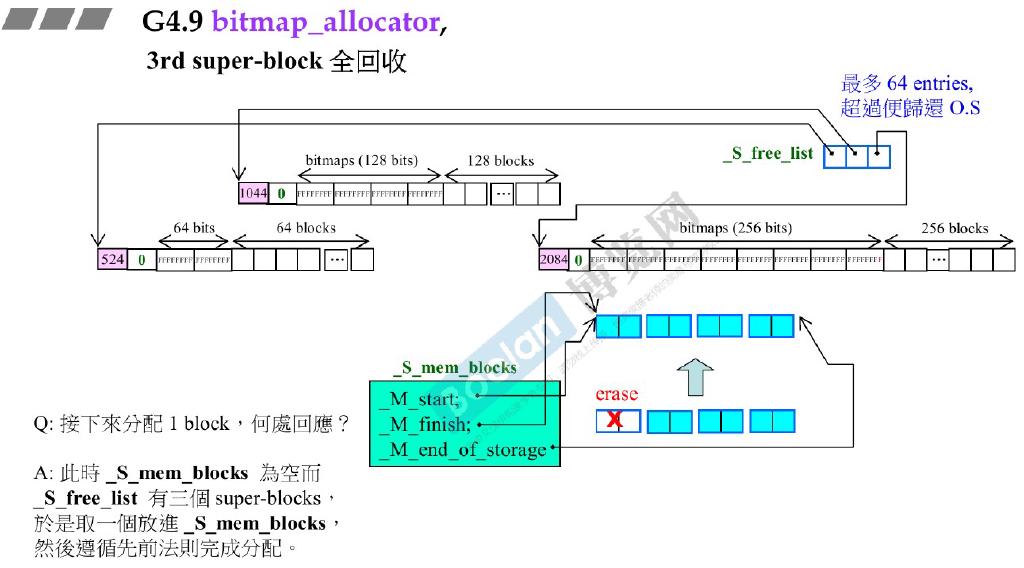 G4.9 bitmap_allocator,
3rd super-block 全回收
最多 64 entries,
超過便歸還 O.S
_S_free_list
bitmaps (128 bits) 128 blocks
1044 0 FFFFFFFF FFFFFFFF FFFFFFFF FFFFFFFF ...
64 bits 64 blocks
524 0 FFFFFFFF FFFFFFFF ...
bitmaps (256 bits) 256 blocks
2084 0 FFFFFFFF FFFFFFFF FFFFFFFF FFFFFFFF FFFFFFFF FFFFFFFF FFFFFFFF FFFFFFFF ...
Boolan 博览网
_S_mem_blocks
_M_start;
_M_finish;
_M_end_of_storage
erase
X
Q: 接下來分配 1 block，何處回應？
A: 此時 _S_mem_blocks 為空而
_S_free_list 有三個 super-blocks，
於是取一個放進 _S_mem_blocks，
然後遵循先前法則完成分配。